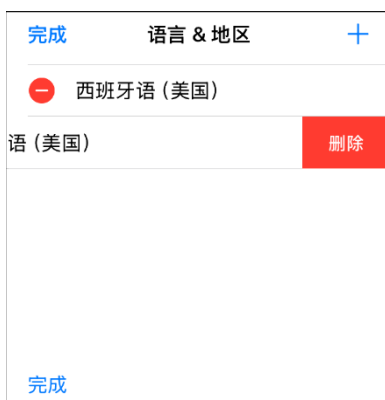 完成 语言 & 地区
西班牙语 (美国)
语 (美国) 删除
完成